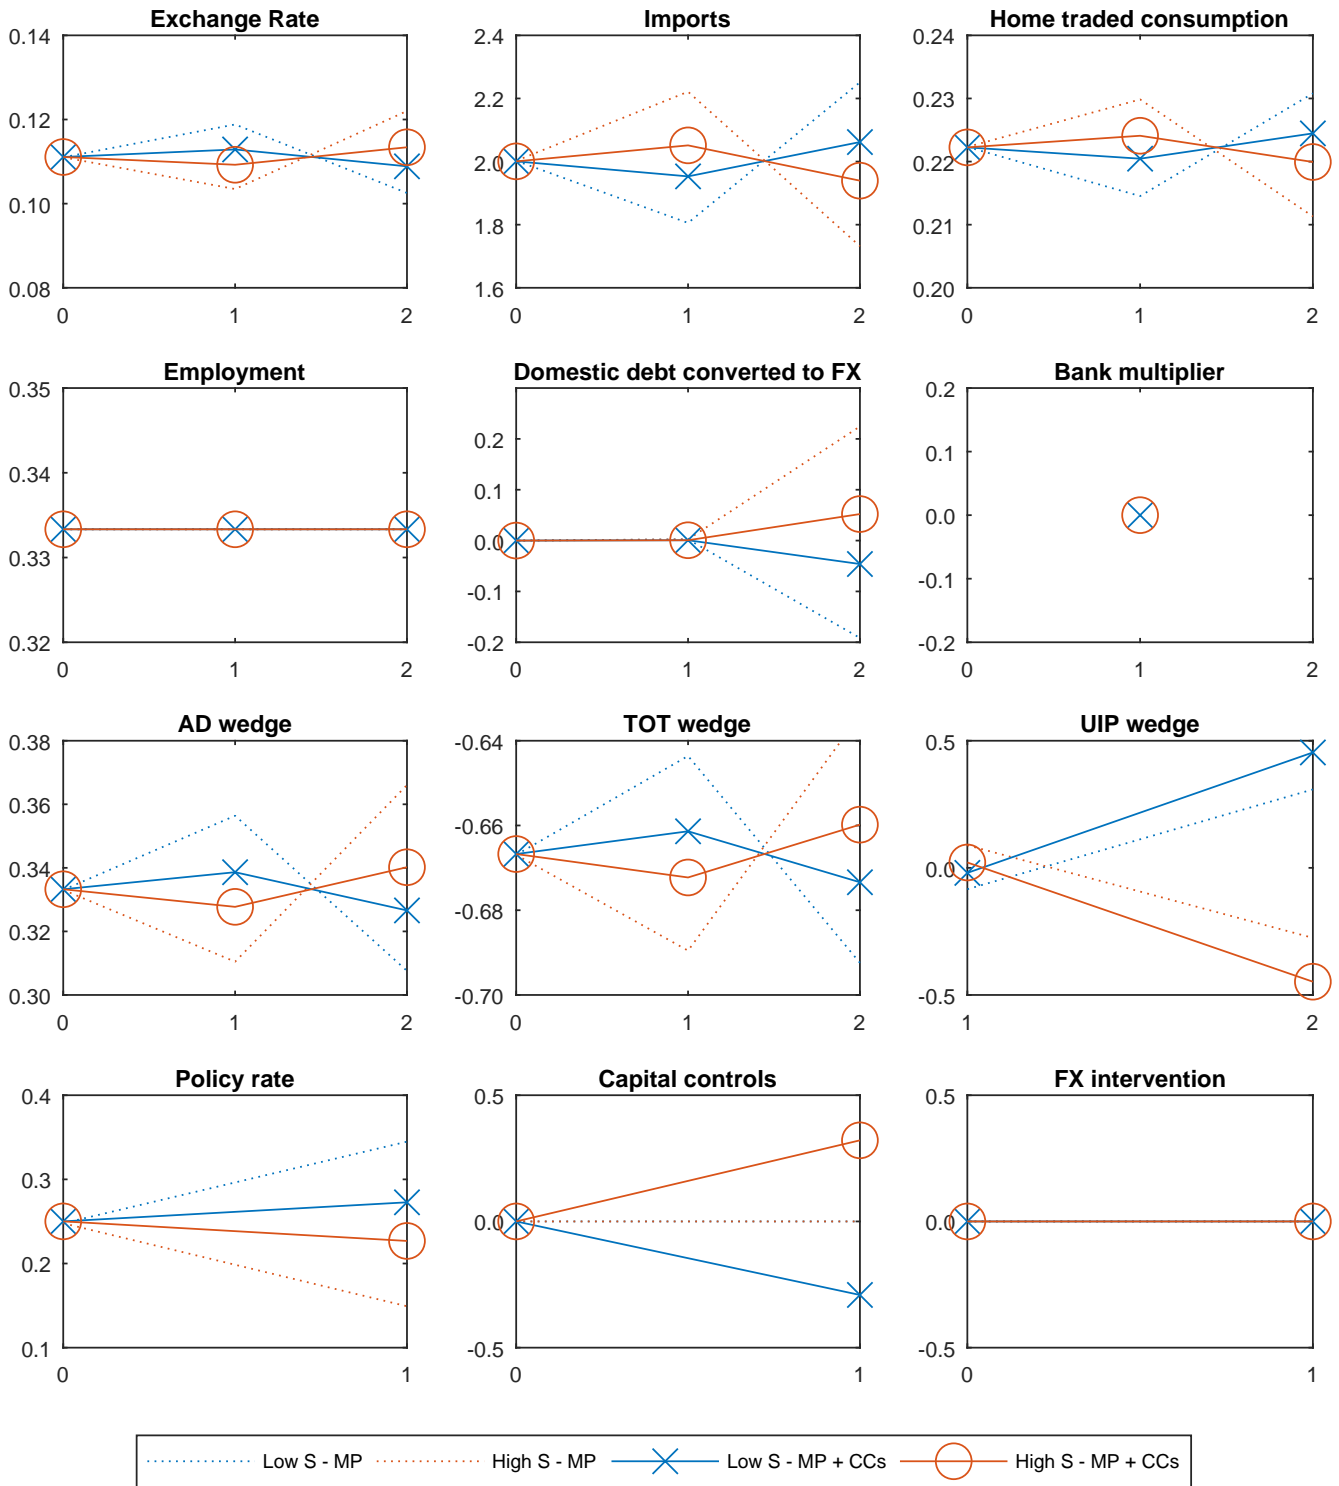 Exchange Rate
0.14
0.12
0.10
0.08
0 1 2
Imports
2.4
2.2
2.0
1.8
1.6
0 1 2
Home traded consumption
0.24
0.23
0.22
0.21
0.20
0 1 2
Employment
0.35
0.34
0.33
0.32
0 1 2
Domestic debt converted to FX
0.2
0.1
0.0
-0.1
-0.2
0 1 2
Bank multiplier
0.2
0.1
0.0
-0.1
-0.2
0 1 2
AD wedge
0.38
0.36
0.34
0.32
0.30
0 1 2
TOT wedge
-0.64
-0.66
-0.68
-0.70
0 1 2
UIP wedge
0.5
0.0
-0.5
1 2
Policy rate
0.4
0.3
0.2
0.1
0 1
Capital controls
0.5
0.0
-0.5
0 1
FX intervention
0.5
0.0
-0.5
0 1
Low S - MP High S - MP Low S - MP + CCs High S - MP + CCs